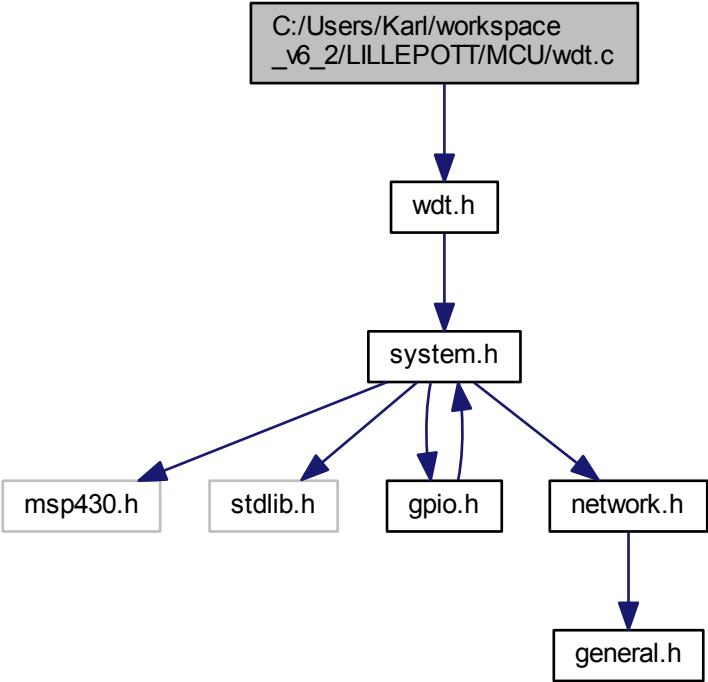 C:/Users/Karl/workspace
_v6_2/LILLEPOTT/MCU/wdt.c
wdt.h
system.h
msp430.h
stdlib.h
gpio.h
network.h
general.h